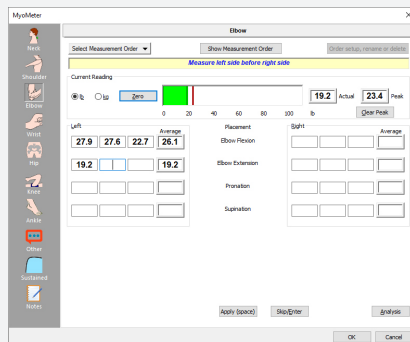 MyoMeter
Elbow
Neck
Shoulder
Elbow
Wrist
Hip
Knee
Ankle
Other
Sustained
Notes
Select Measurement Order
Show Measurement Order
Order setup, rename or delete
Measure left side before right side
Current Reading
lb
kg
Zero
0 20 40 60 80 100 lb
19.2 Actual 23.4 Peak
Clear Peak
Left
Average
27.9 27.6 22.7 26.1
19.2 19.2
Placement
Elbow Flexion
Elbow Extension
Pronation
Supination
Right
Average
Apply (space)
Skip/Enter
Analysis
OK
Cancel